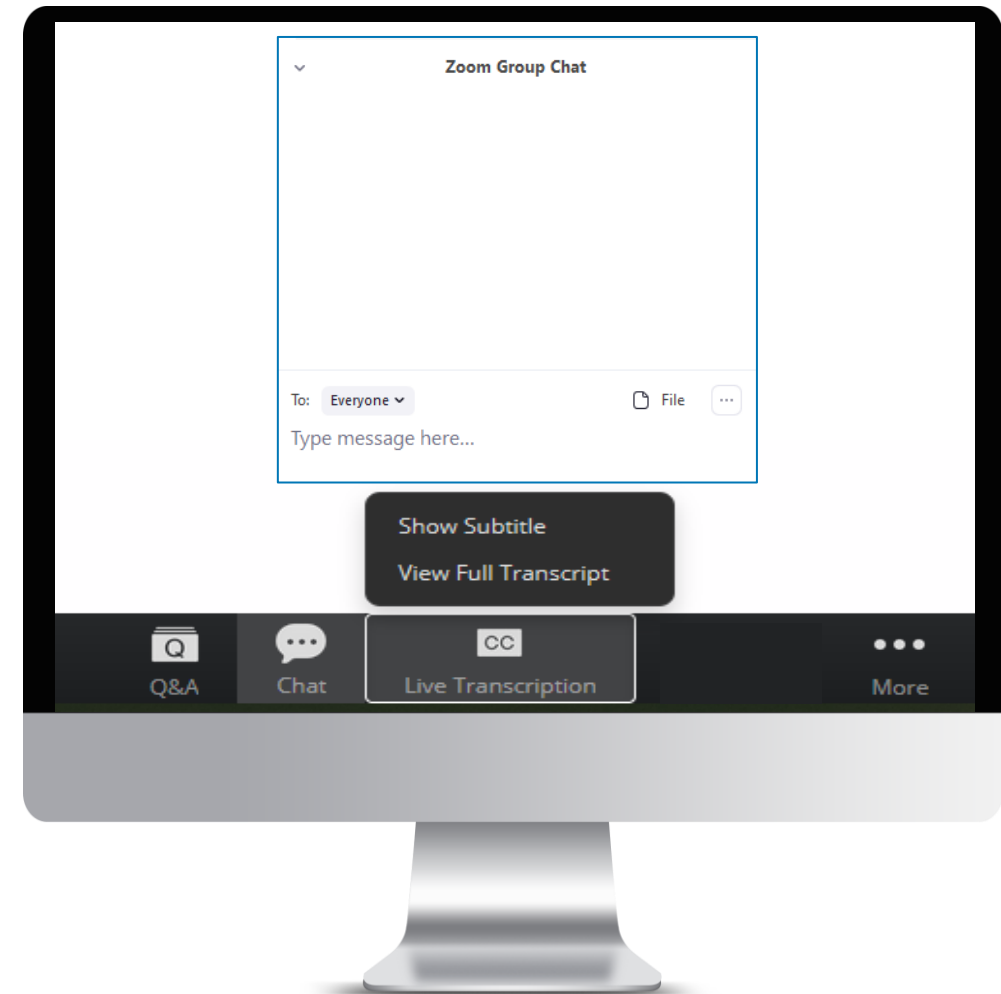 Zoom Group Chat
To: Everyone File
Type message here...
Show Subtitle
View Full Transcript
Q
CC
Q&A Chat Live Transcription More